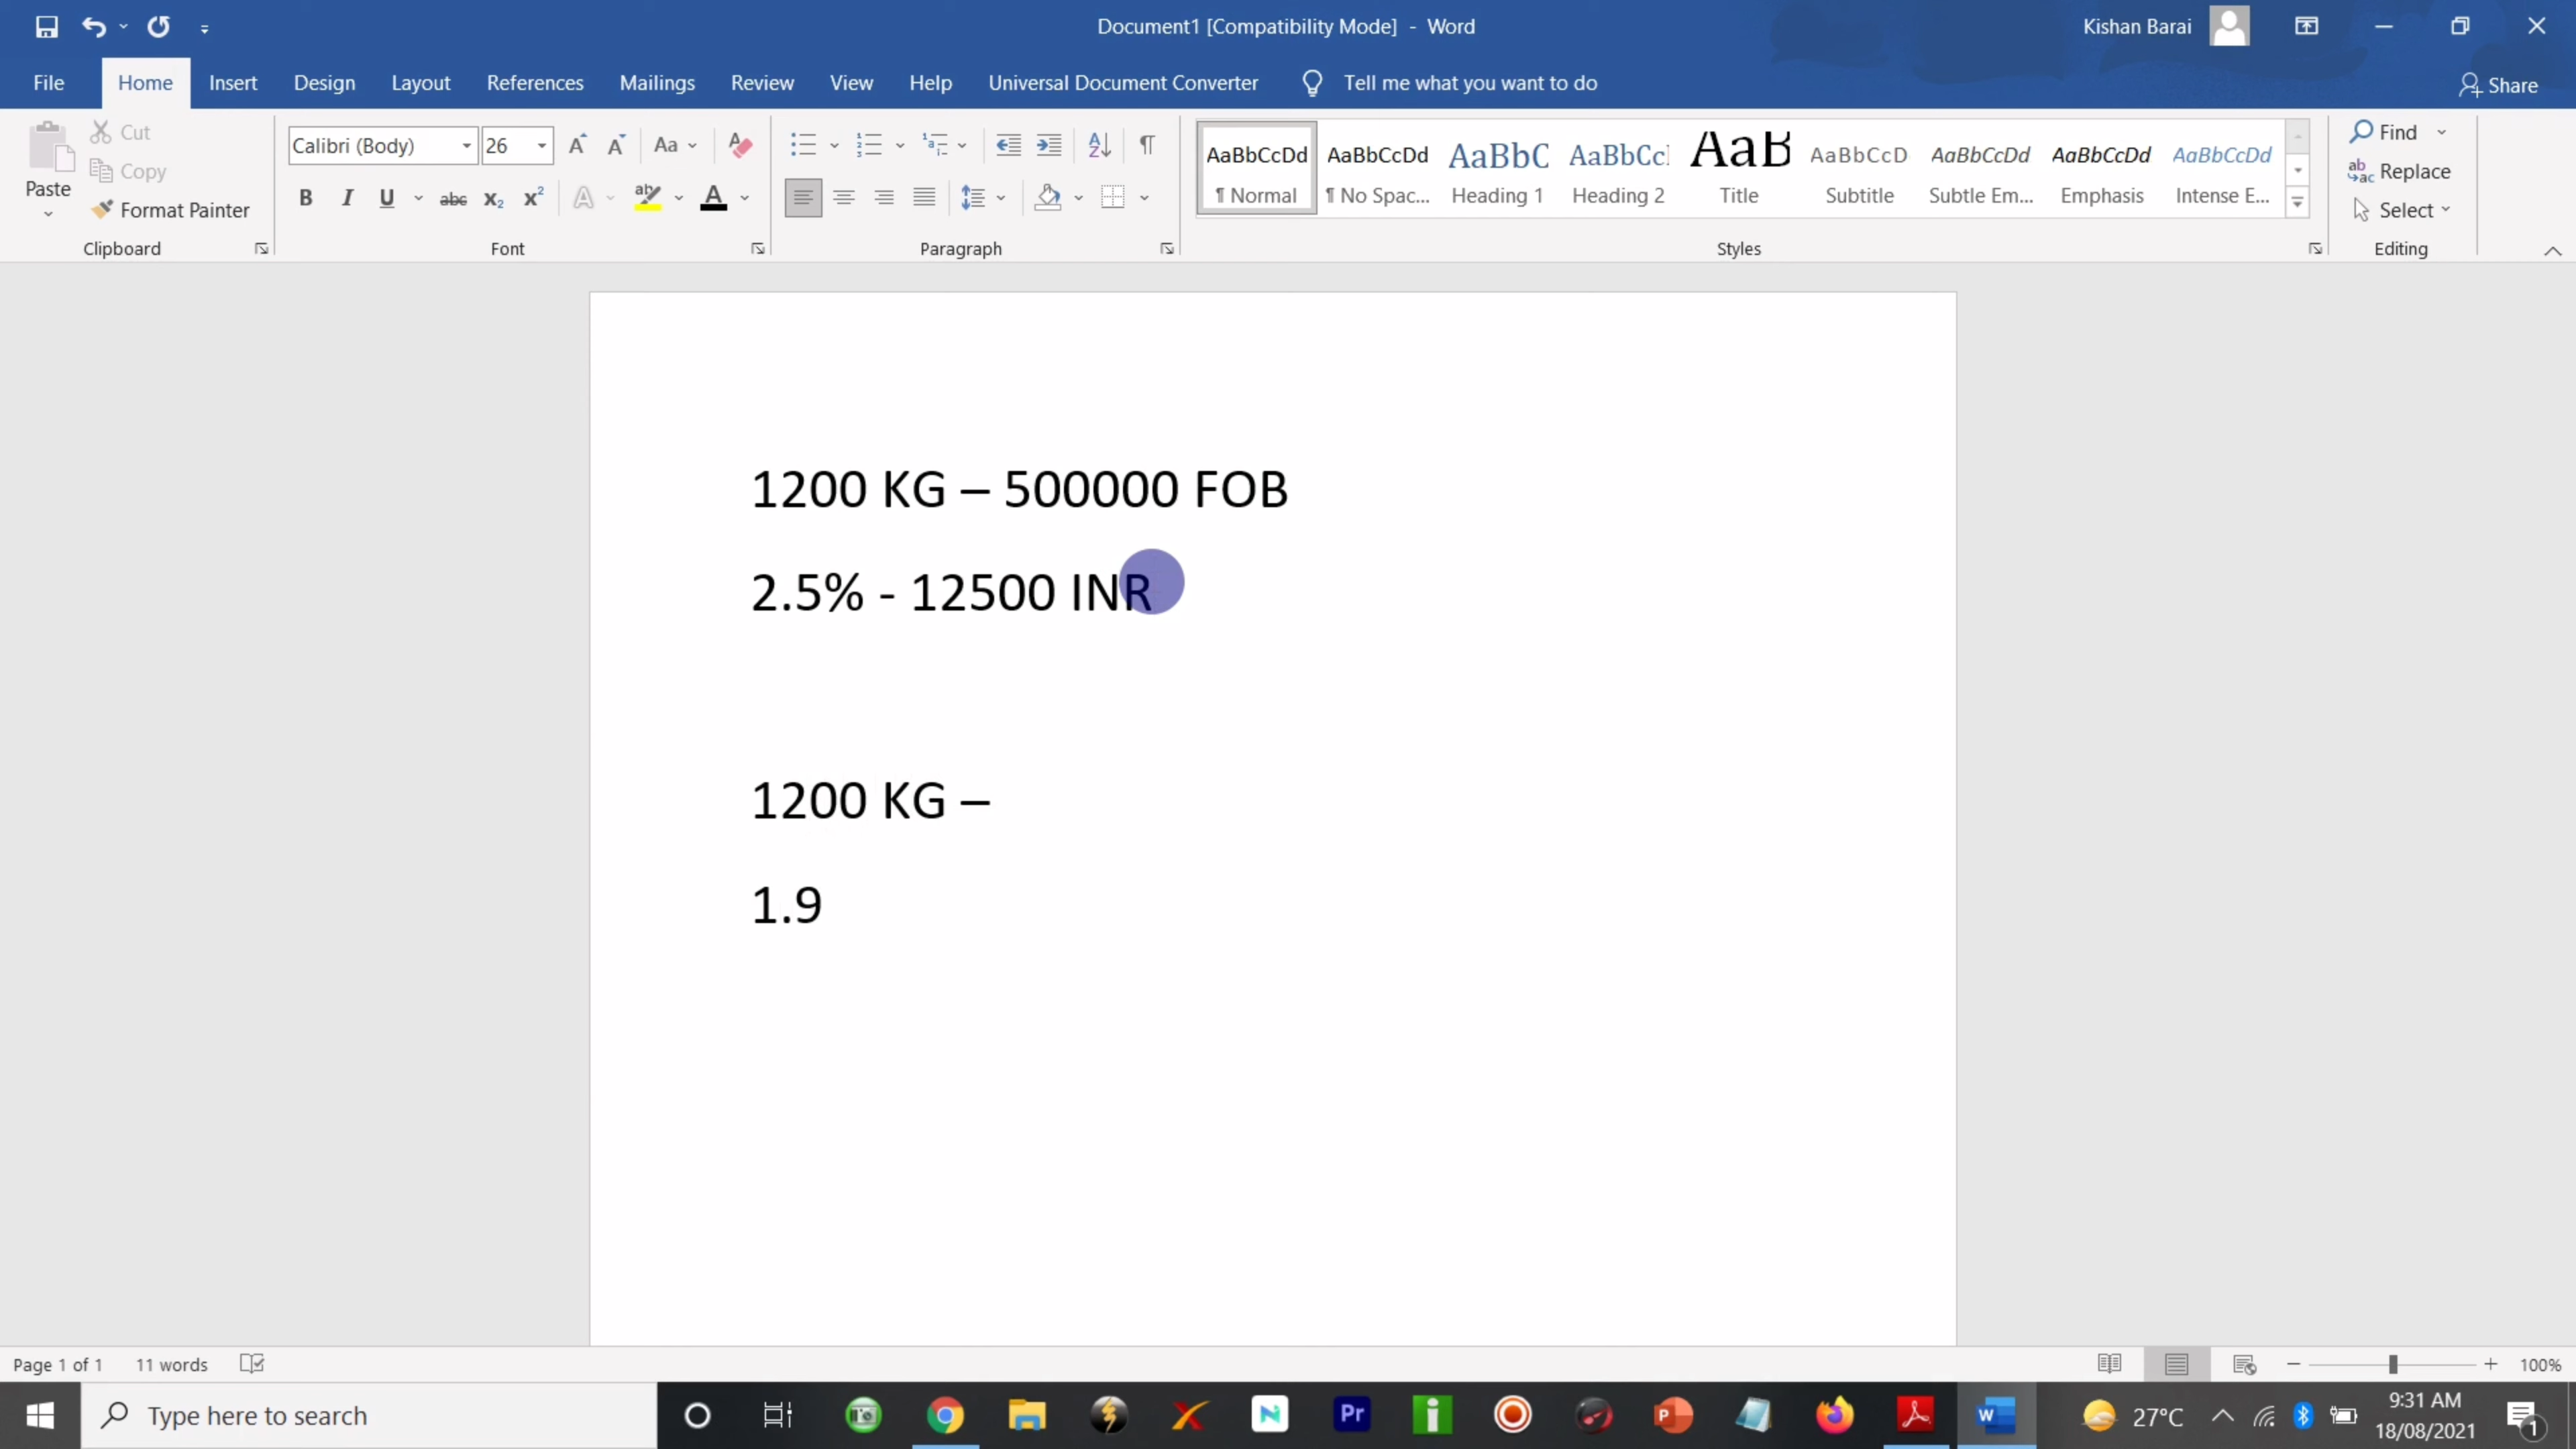 Document1 [Compatibility Mode] - Word
Kishan Barai
File Home Insert Design Layout References Mailings Review View Help Universal Document Converter Tell me what you want to do Share
Paste
Cut
Copy
Format Painter
Clipboard
Calibri (Body) 26
Font
Paragraph
AaBbCcDd AaBbCcDd AaBbC AaBbCcl AaB AaBbCcD AaBbCcDd AaBbCcDd AaBbCcDd
¶ Normal ¶ No Spac... Heading 1 Heading 2 Title Subtitle Subtle Em... Emphasis Intense E...
Styles
Find
Replace
Select
Editing
1200 KG – 500000 FOB
2.5% - 12500 INR
1200 KG –
1.9
Page 1 of 1 11 words 100%
Type here to search
27°C
9:31 AM
18/08/2021